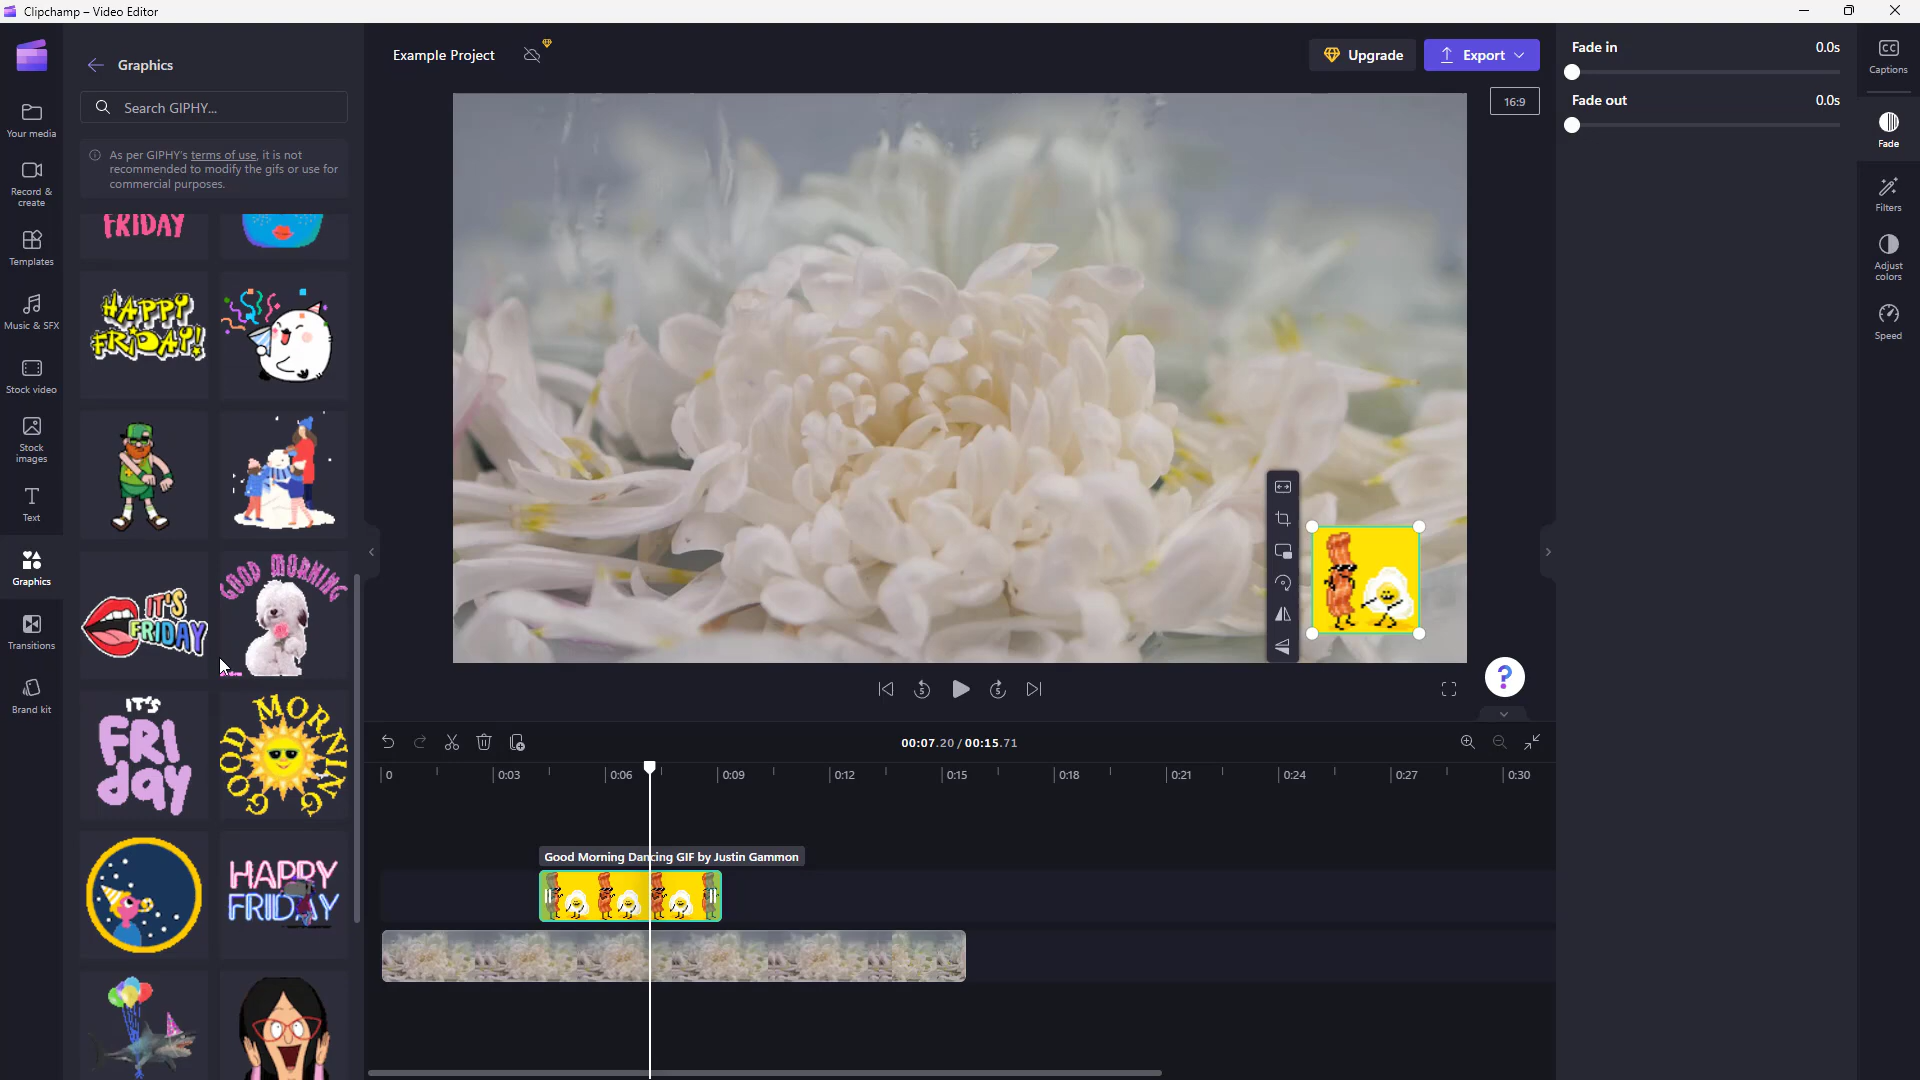 Clipchamp – Video Editor
Your media
Record &
create
Templates
Music & SFX
Stock video
Stock
images
Text
Graphics
Transitions
Brand kit
Graphics
Search GIPHY...
As per GIPHY's terms of use, it is not
recommended to modify the gifs or use for
commercial purposes.
FRIDAY
HAPPY
FRIDAY!
IT'S
FRIDAY
GOOD MORNING
IT'S
FRI
day
GOOD MORNING
HAPPY
FRIDAY
Example Project
Upgrade
Export
16:9
5
5
?
00:07.20 / 00:15.71
0
0:03
0:06
0:09
0:12
0:15
0:18
0:21
0:24
0:27
0:30
Good Morning Dancing GIF by Justin Gammon
Fade in 0.0s
Fade out 0.0s
CC
Captions
Fade
Filters
Adjust
colors
Speed